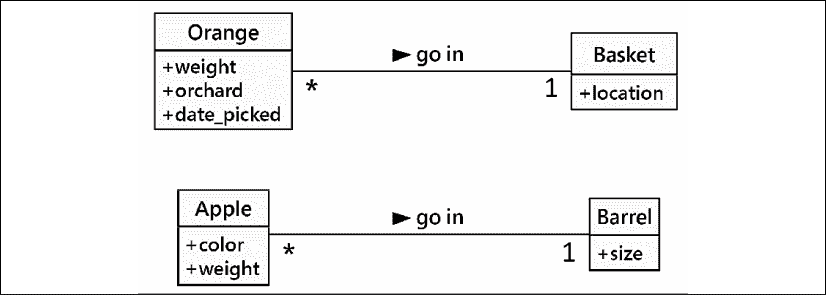 Orange
+weight
+orchard
+date_picked
► go in
* 1
Basket
+location
Apple
+color
+weight
► go in
* 1
Barrel
+size